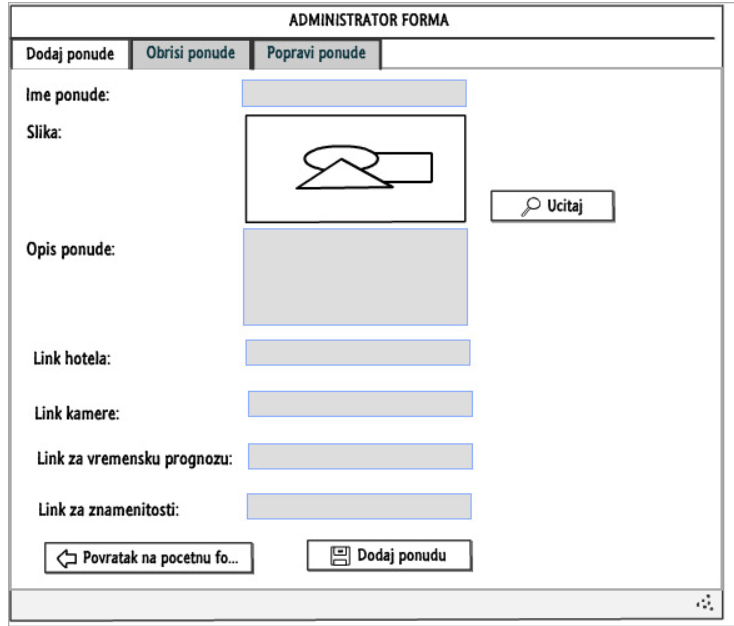 ADMINISTRATOR FORMA
Dodaj ponude
Obrisi ponude
Popravi ponude
Ime ponude:
Slika:
Ucitaj
Opis ponude:
Link hotela:
Link kamere:
Link za vremensku prognozu:
Link za znamenitosti:
Povratak na pocetnu fo...
Dodaj ponudu